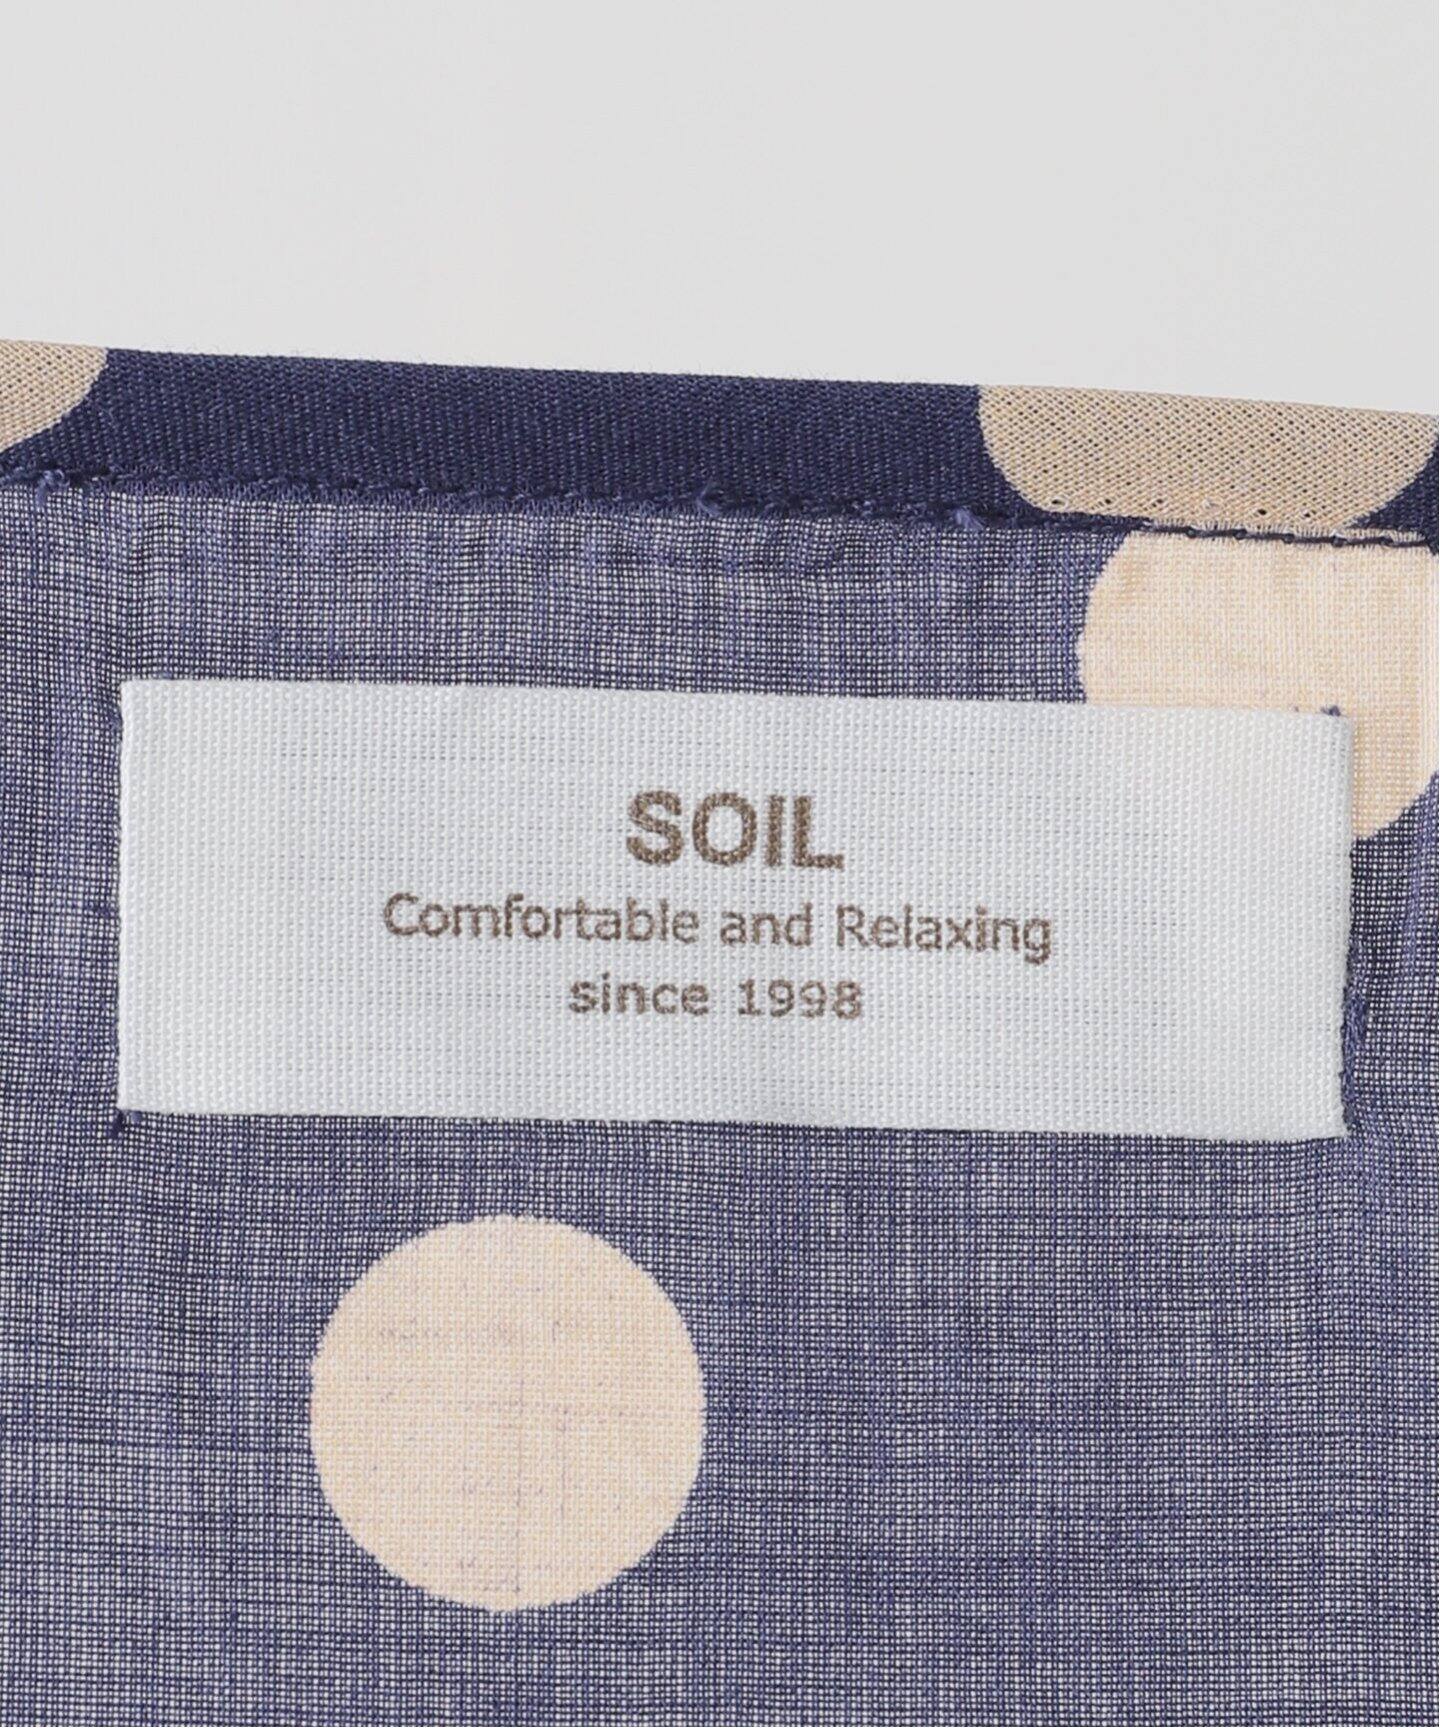 SOIL
Comfortable and Relaxing
since 1998